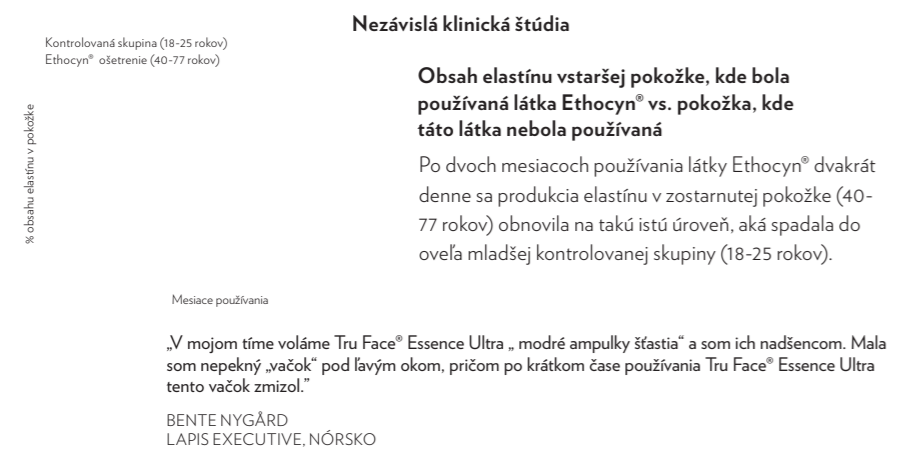 Nezávislá klinická štúdia
Kontrolovaná skupina (18-25 rokov)
Ethocyn® ošetrenie (40-77 rokov)
% obsahu elastínu v pokožke
Mesiace používania
Obsah elastínu vstaršej pokožke, kde bola
používaná látka Ethocyn® vs. pokožka, kde
táto látka nebola používaná
Po dvoch mesiacoch používania látky Ethocyn® dvakrát
denne sa produkcia elastínu v zostarnutej pokožke (40-
77 rokov) obnovila na takú istú úroveň, aká spadala do
oveľa mladšej kontrolovanej skupiny (18-25 rokov).
„V mojom tíme voláme Tru Face® Essence Ultra „ modré ampulky šťastia“ a som ich nadšencom. Mala
som nepekný „vačok“ pod ľavým okom, pričom po krátkom čase používania Tru Face® Essence Ultra
tento vačok zmizol.”
BENTE NYGÅRD
LAPIS EXECUTIVE, NÓRSKO